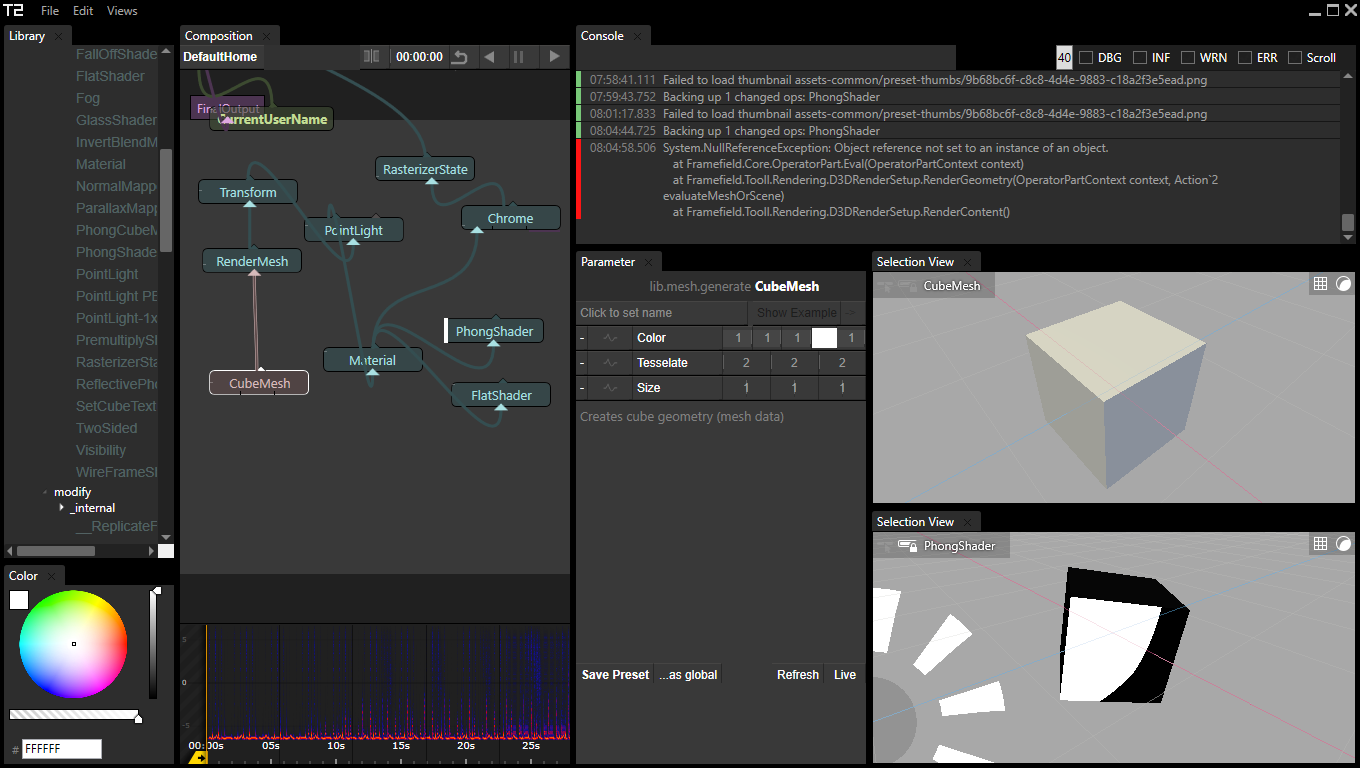 T2 File Edit Views
Library
FallOffShade
FlatShader
Fog
GlassShader
InvertBlendM
Material
NormalMappe
ParallaxMapp
PhongCubeM
PhongShade
PointLight
PointLight PE
PointLight-1x
PremultiplySl
RasterizerSta
ReflectivePho
SetCubeText
TwoSided
Visibility
WireFrameSl
modify
_internal
__ReplicateF
Color
# FFFFFF
Composition
DefaultHome 00:00:00
CurrentUserName
RasterizerState
Transform
Chrome
PointLight
RenderMesh
PhongShader
Material
CubeMesh
FlatShader
5
0
-5
00: 00s 05s 10s 15s 20s 25s
Console
40 DBG INF WRN ERR Scroll
07:58:41.111 Failed to load thumbnail assets-common/preset-thumbs/9b68bc6f-c8c8-4d4e-9883-c18a2f3e5ead.png
07:59:43.752 Backing up 1 changed ops: PhongShader
08:01:17.833 Failed to load thumbnail assets-common/preset-thumbs/9b68bc6f-c8c8-4d4e-9883-c18a2f3e5ead.png
08:04:44.725 Backing up 1 changed ops: PhongShader
08:04:58.506 System.NullReferenceException: Object reference not set to an instance of an object.
at Framefield.Core.OperatorPart.Eval(OperatorPartContext context)
at Framefield.Tooll.Rendering.D3DRenderSetup.RenderGeometry(OperatorPartContext context, Action`2
evaluateMeshOrScene)
at Framefield.Tooll.Rendering.D3DRenderSetup.RenderContent()
Parameter
lib.mesh.generate CubeMesh
Click to set name Show Example ->
- Color 1 1 1 1
- Tesselate 2 2 2
- Size 1 1 1
Creates cube geometry (mesh data)
Save Preset ...as global Refresh Live
Selection View
CubeMesh
Selection View
PhongShader